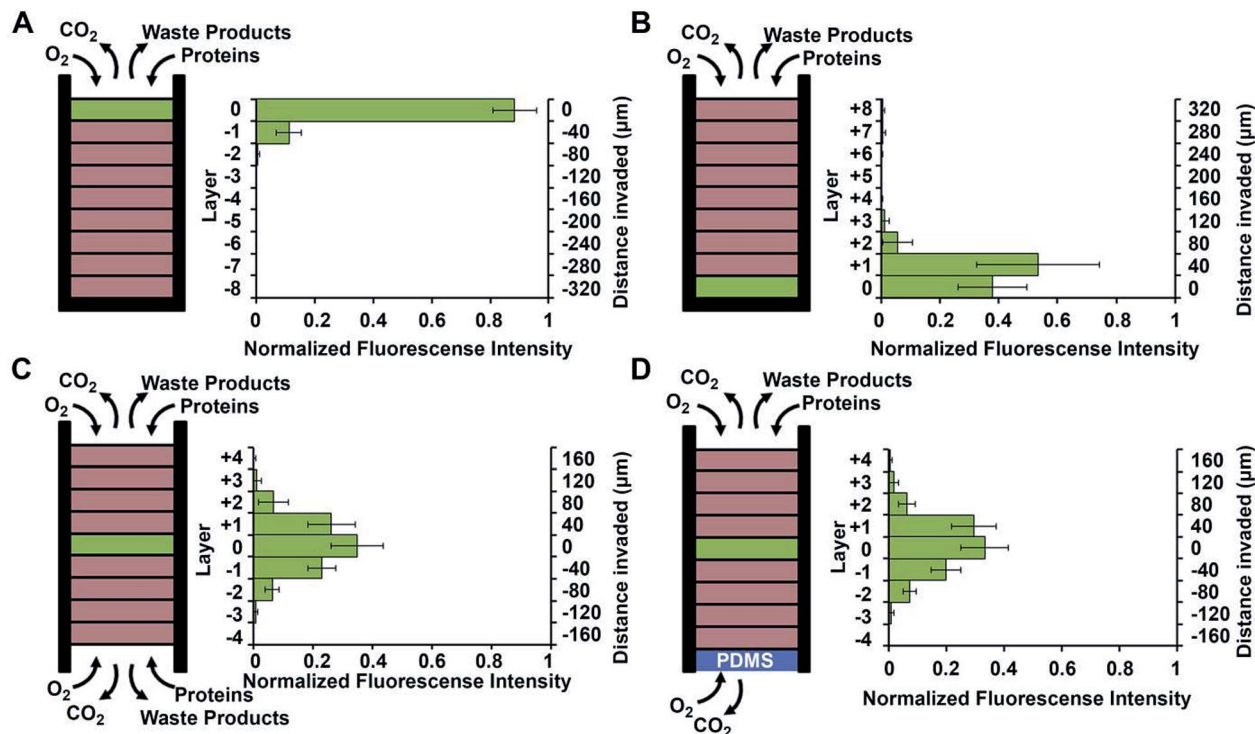 A
CO2
Waste Products
O2
Proteins
Layer
0
-1
-2
-3
-4
-5
-6
-7
-8
0
-40
-80
-120
-160
-200
-240
-280
-320
Distance invaded (µm)
0 0.2 0.4 0.6 0.8 1
Normalized Fluorescense Intensity
B
CO2
Waste Products
O2
Proteins
Layer
+8
+7
+6
+5
+4
+3
+2
+1
0
320
280
240
200
160
120
80
40
0
Distance invaded (µm)
0 0.2 0.4 0.6 0.8 1
Normalized Fluorescense Intensity
C
CO2
Waste Products
O2
Proteins
Layer
+4
+3
+2
+1
0
-1
-2
-3
-4
160
120
80
40
0
-40
-80
-120
-160
Distance invaded (µm)
0 0.2 0.4 0.6 0.8 1
Normalized Fluorescense Intensity
O2
Proteins
CO2
Waste Products
D
CO2
Waste Products
O2
Proteins
Layer
+4
+3
+2
+1
0
-1
-2
-3
-4
160
120
80
40
0
-40
-80
-120
-160
Distance invaded (µm)
0 0.2 0.4 0.6 0.8 1
Normalized Fluorescense Intensity
PDMS
O2
CO2